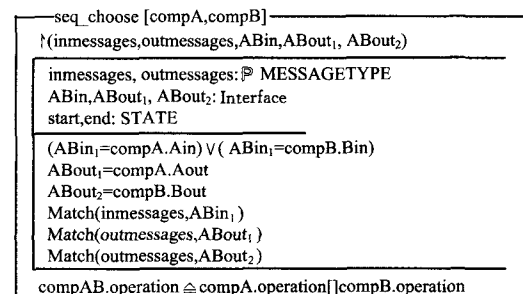 seq_choose [compA,compB]
↾(inmessages,outmessages,ABin,ABout₁, ABout₂)
inmessages, outmessages: ℙ MESSAGETYPE
ABin,ABout₁, ABout₂: Interface
start,end: STATE
(ABin₁=compA.Ain) ∨ ( ABin₁=compB.Bin)
ABout₁=compA.Aout
ABout₂=compB.Bout
Match(inmessages,ABin₁)
Match(outmessages,ABout₁)
Match(outmessages,ABout₂)
compAB.operation ≙ compA.operation[]compB.operation